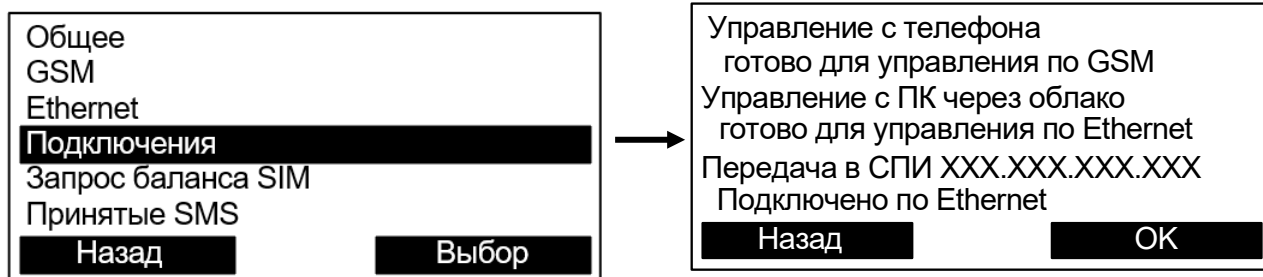 Общее
GSM
Ethernet
Подключения
Запрос баланса SIM
Принятые SMS
Назад Выбор
Управление с телефона
готово для управления по GSM
Управление с ПК через облако
готово для управления по Ethernet
Передача в СПИ XXX.XXX.XXX.XXX
Подключено по Ethernet
Назад OK